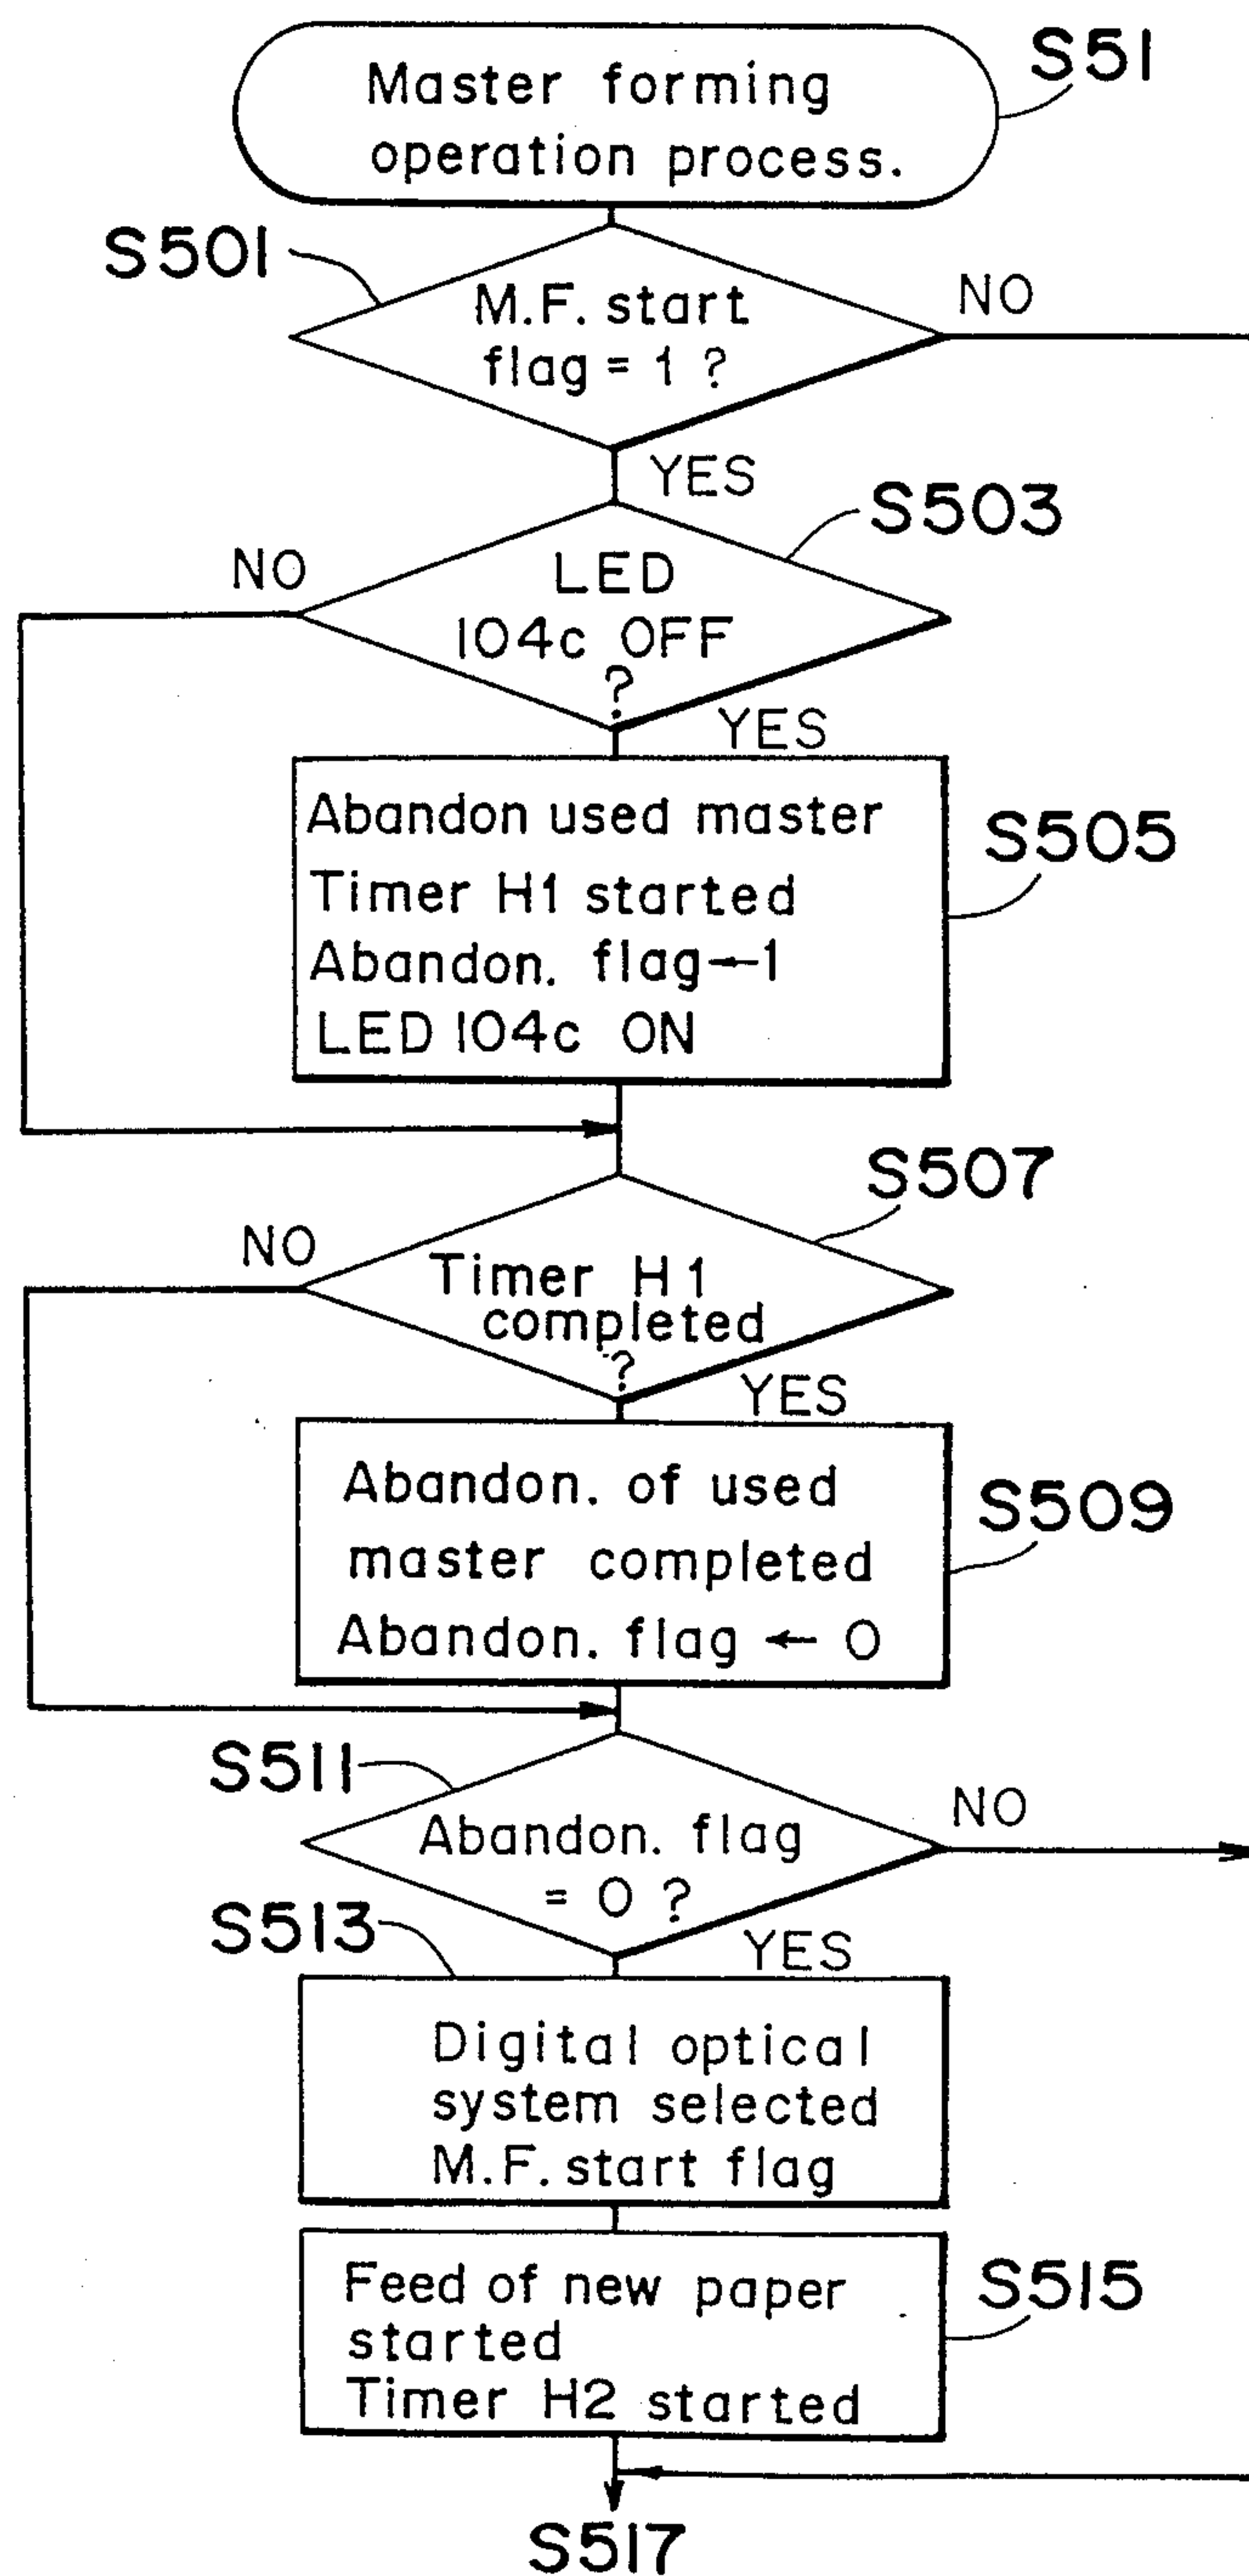 Master forming
operation process.
S51
S501
M.F. start
flag = 1 ?
NO
YES
S503
NO
LED
104c OFF
?
YES
Abandon used master
Timer H1 started
Abandon. flag←1
LED 104c ON
S505
S507
NO
Timer H1
completed
?
YES
Abandon. of used
master completed
Abandon. flag ← 0
S509
S511
Abandon. flag
= 0 ?
NO
S513
YES
Digital optical
system selected
M.F. start flag
Feed of new paper
started
Timer H2 started
S515
S517